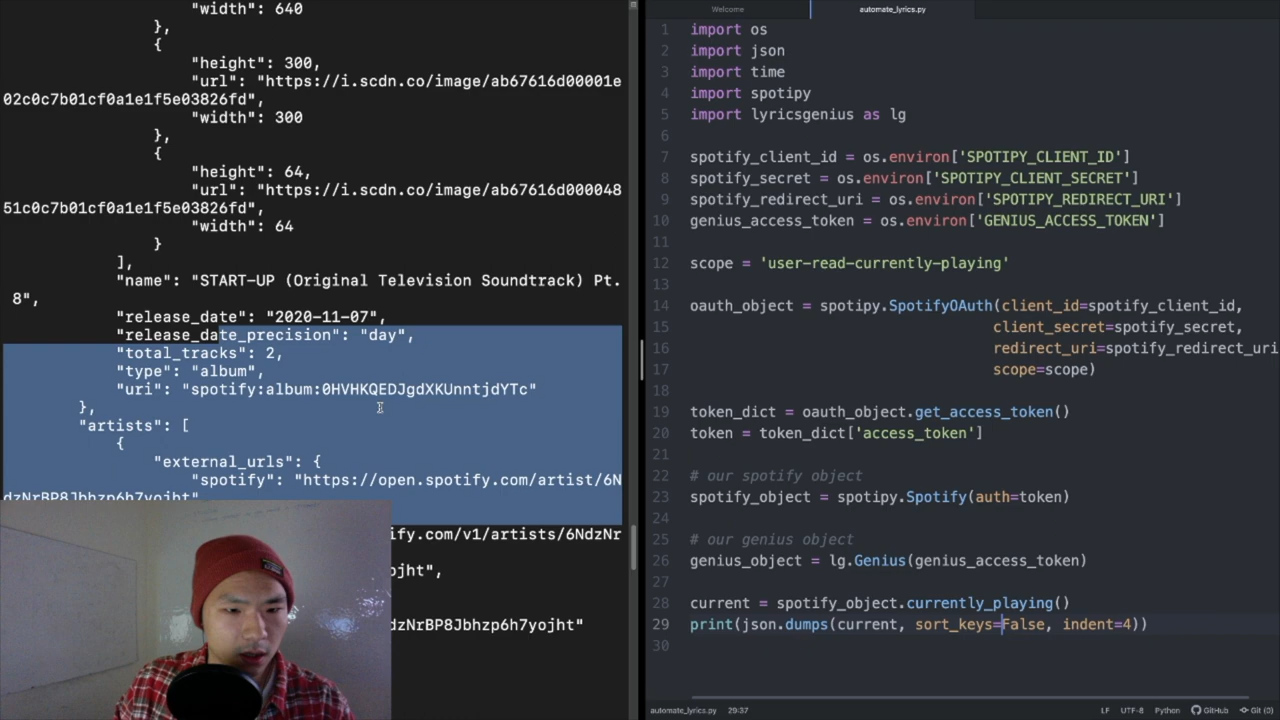 "width": 640
},
{
"height": 300,
"url": "https://i.scdn.co/image/ab67616d00001e
02c0c7b01cf0a1e1f5e03826fd",
"width": 300
},
{
"height": 64,
"url": "https://i.scdn.co/image/ab67616d000048
51c0c7b01cf0a1e1f5e03826fd",
"width": 64
}
],
"name": "START-UP (Original Television Soundtrack) Pt.
8",
"release_date": "2020-11-07",
"release_date_precision": "day",
"total_tracks": 2,
"type": "album",
"uri": "spotify:album:0HVHKQEDJgdXKUnntjdYTc"
},
"artists": [
{
"external_urls": {
"spotify": "https://open.spotify.com/artist/6N
dzNrBP8Jbhzp6h7yojht"
ify.com/v1/artists/6NdzNr
ojht",
dzNrBP8Jbhzp6h7yojht"
Welcome
automate_lyrics.py
1 import os
2 import json
3 import time
4 import spotipy
5 import lyricsgenius as lg
6
7 spotify_client_id = os.environ['SPOTIPY_CLIENT_ID']
8 spotify_secret = os.environ['SPOTIPY_CLIENT_SECRET']
9 spotify_redirect_uri = os.environ['SPOTIPY_REDIRECT_URI']
10 genius_access_token = os.environ['GENIUS_ACCESS_TOKEN']
11
12 scope = 'user-read-currently-playing'
13
14 oauth_object = spotipy.SpotifyOAuth(client_id=spotify_client_id,
15 client_secret=spotify_secret,
16 redirect_uri=spotify_redirect_uri
17 scope=scope)
18
19 token_dict = oauth_object.get_access_token()
20 token = token_dict['access_token']
21
22 # our spotify object
23 spotify_object = spotipy.Spotify(auth=token)
24
25 # our genius object
26 genius_object = lg.Genius(genius_access_token)
27
28 current = spotify_object.currently_playing()
29 print(json.dumps(current, sort_keys=False, indent=4))
30
automate_lyrics.py 29:37
LF UTF-8 Python GitHub Git (0)